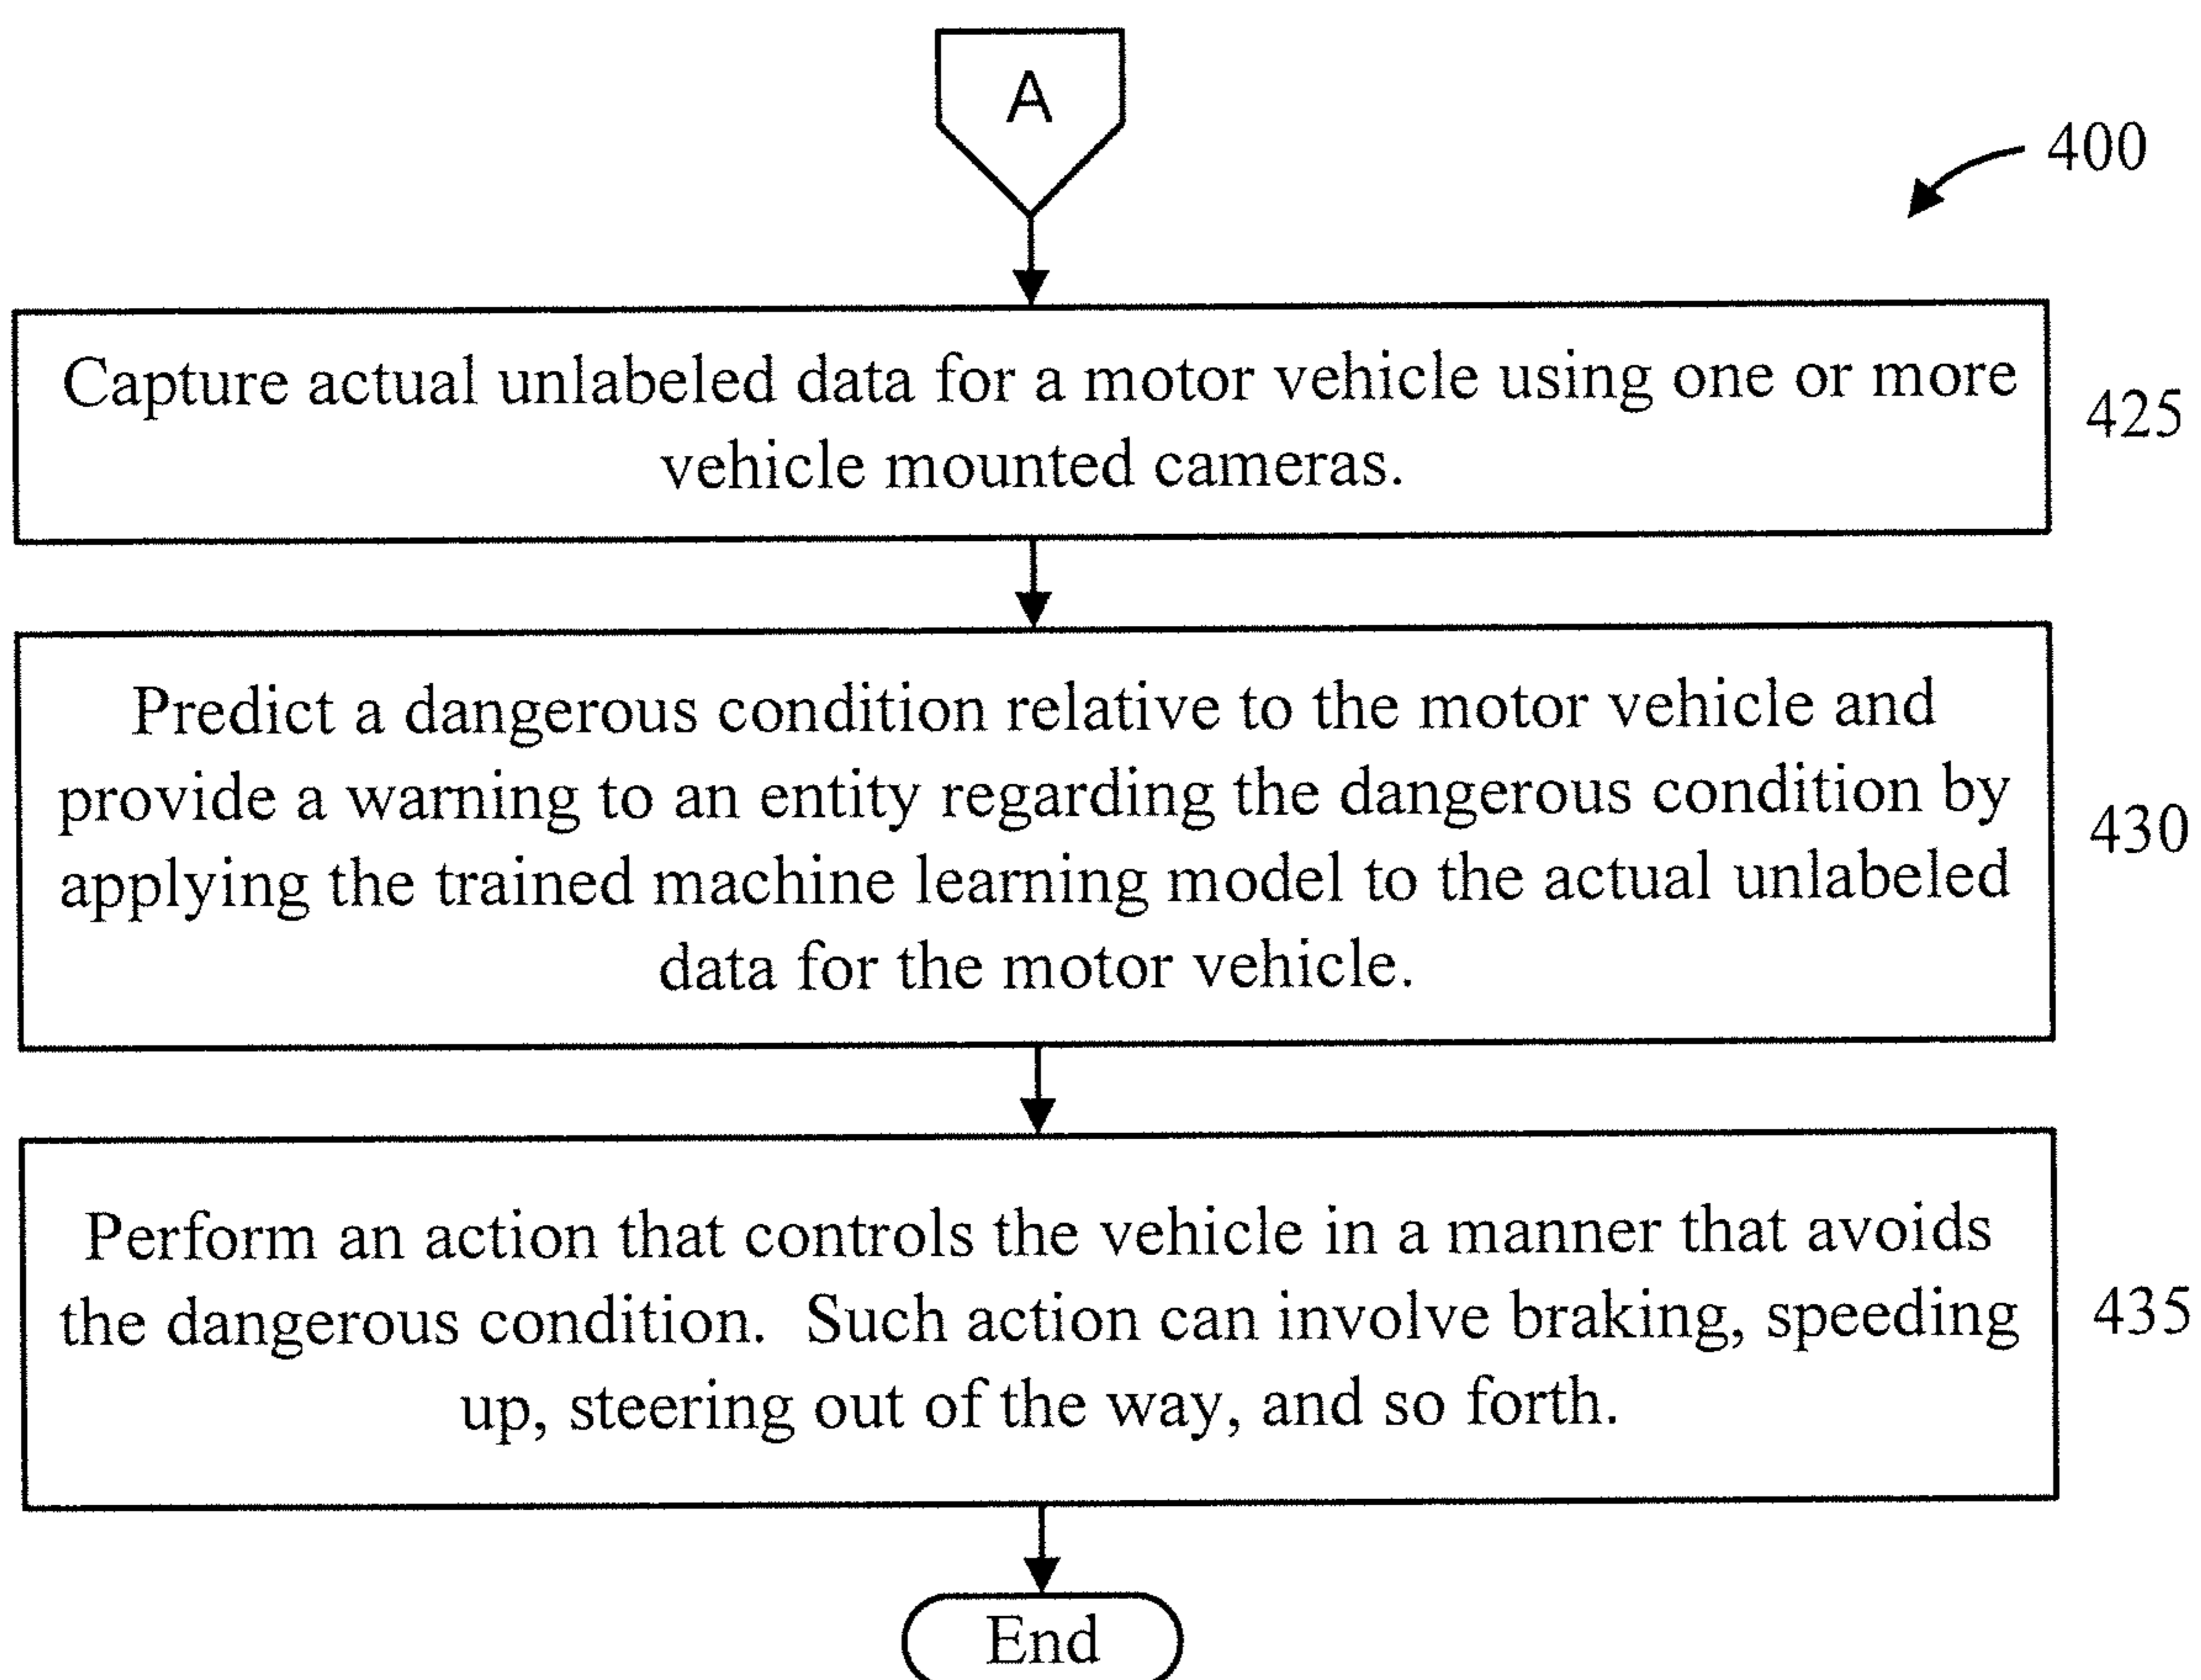 A
400
Capture actual unlabeled data for a motor vehicle using one or more
vehicle mounted cameras.
425
Predict a dangerous condition relative to the motor vehicle and
provide a warning to an entity regarding the dangerous condition by
applying the trained machine learning model to the actual unlabeled
data for the motor vehicle.
430
Perform an action that controls the vehicle in a manner that avoids
the dangerous condition.  Such action can involve braking, speeding
up, steering out of the way, and so forth.
435
End